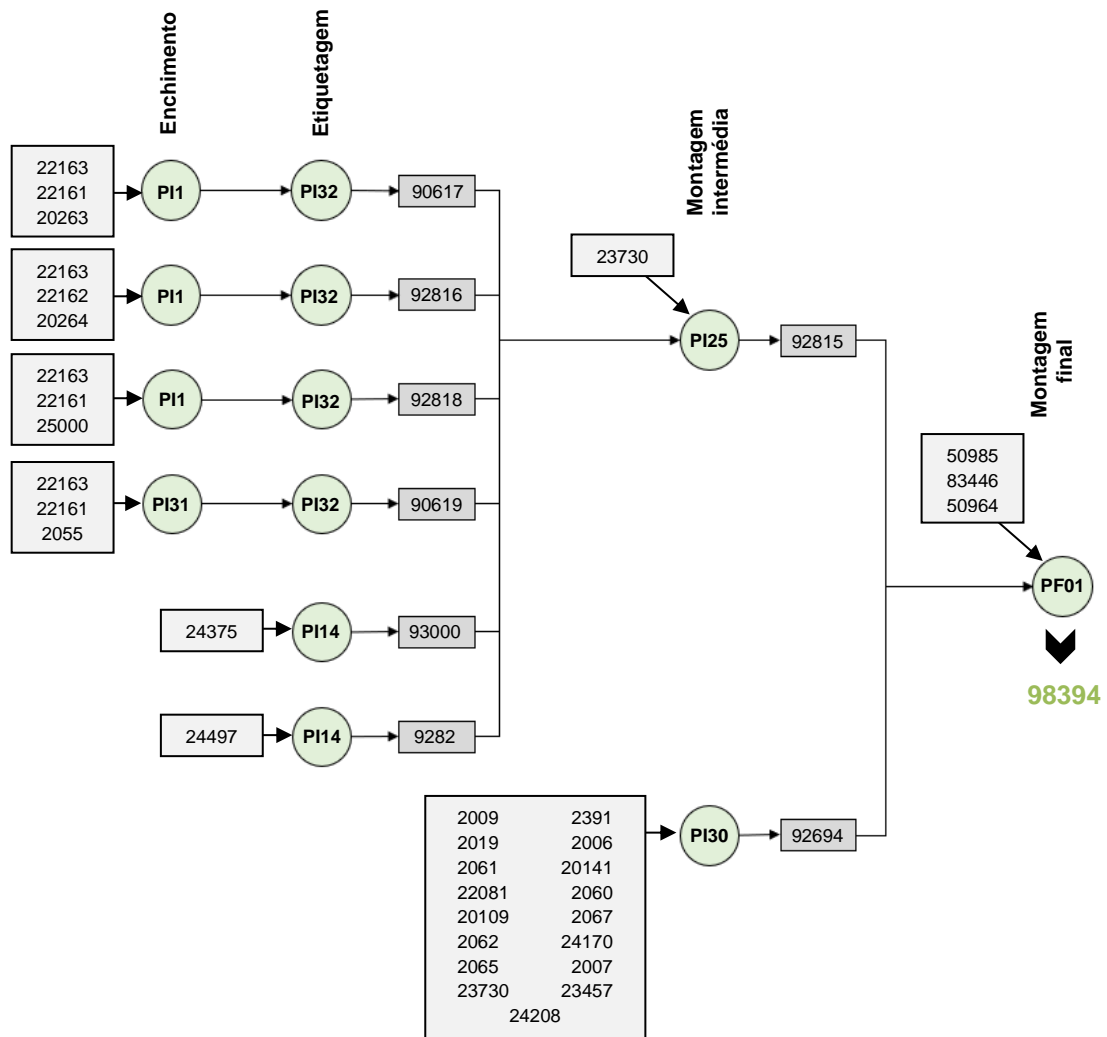 Enchimento
Etiquetagem
Montagem
intermédia
Montagem
final
22163
22161
20263
PI1
PI32
90617
22163
22162
20264
PI1
PI32
92816
23730
PI25
92815
22163
22161
25000
PI1
PI32
92818
22163
22161
2055
PI31
PI32
90619
50985
83446
50964
PF01
98394
24375
PI14
93000
24497
PI14
9282
2009 2391
2019 2006
2061 20141
22081 2060
20109 2067
2062 24170
2065 2007
23730 23457
24208
PI30
92694